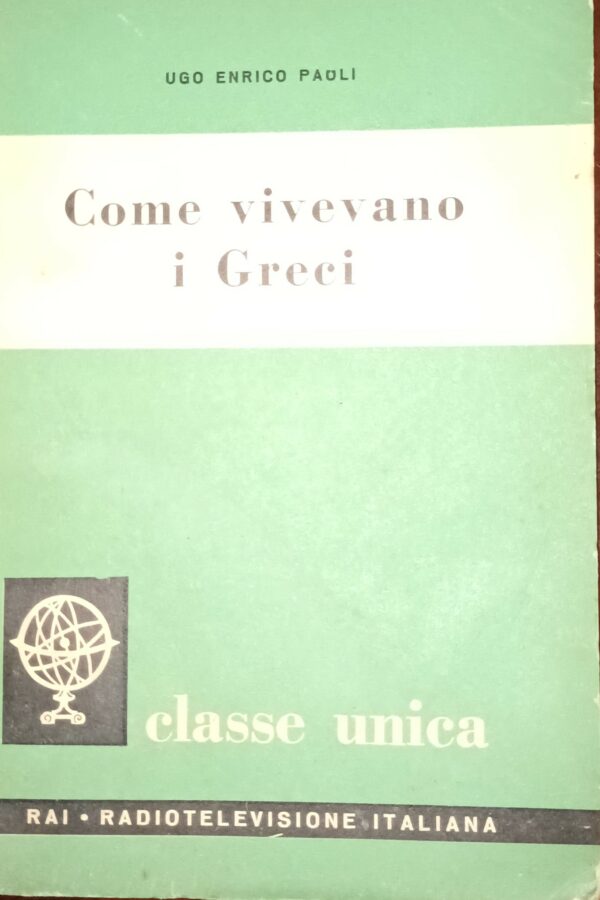 UGO ENRICO PAOLI
Come vivevano
i Greci
classe unica
RAI • RADIOTELEVISIONE ITALIANA